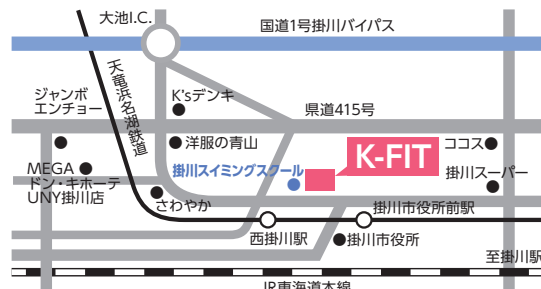 大池I.C.
国道1号掛川バイパス
天竜浜名湖鉄道
ジャンボ
エンチョー
K'sデンキ
県道415号
洋服の青山
K-FIT
ココス
掛川スイミングスクール
掛川スーパー
MEGA
ドン・キホーテ
UNY掛川店
さわやか
掛川市役所前駅
西掛川駅
掛川市役所
至掛川駅
JR東海道本線